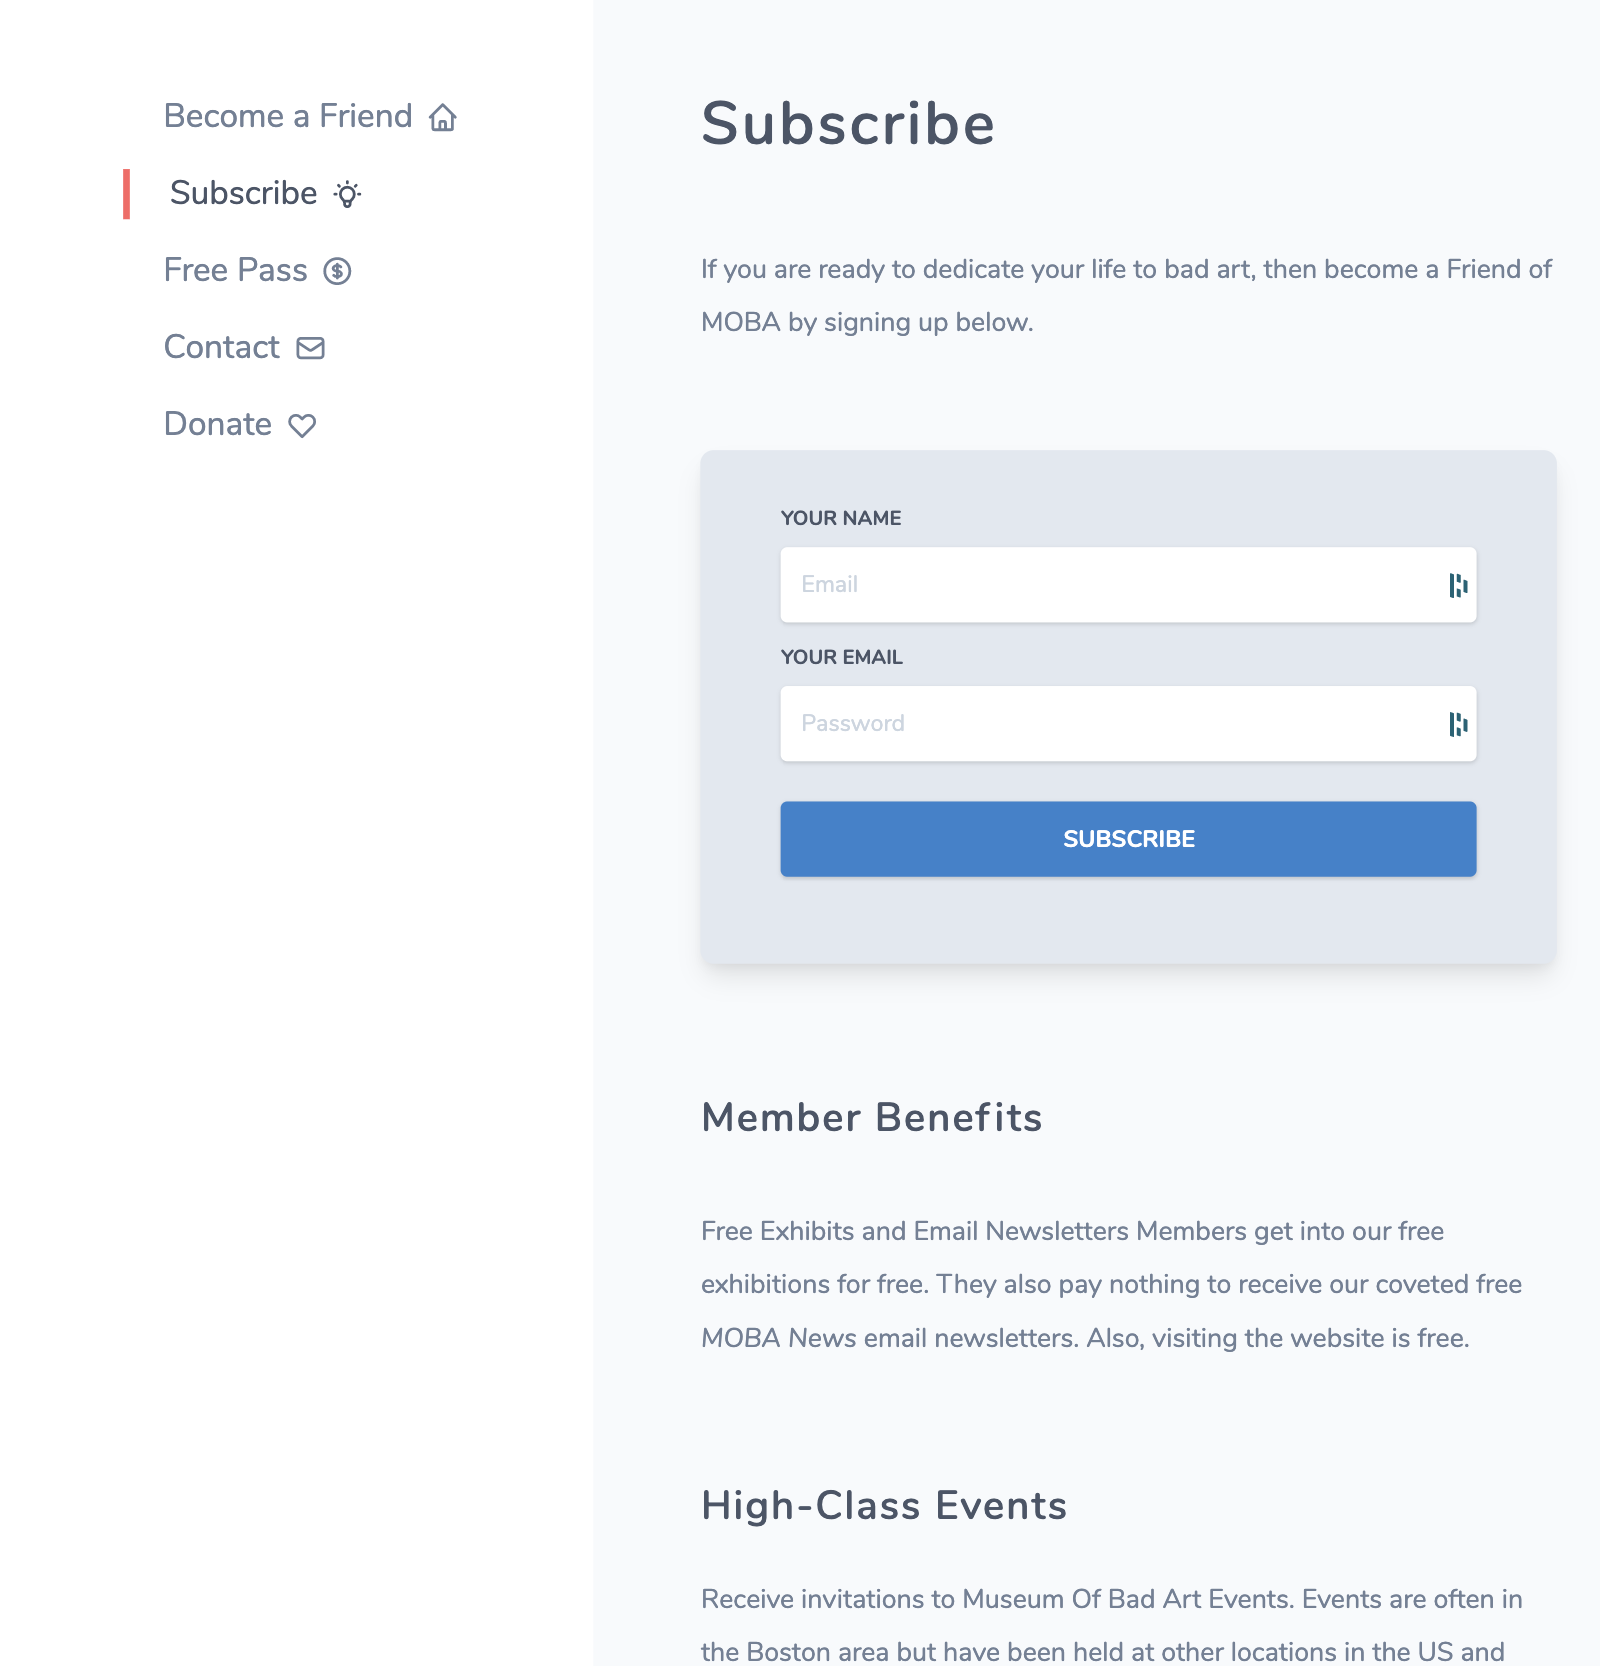 Become a Friend
Subscribe
Free Pass
Contact
Donate
Subscribe
If you are ready to dedicate your life to bad art, then become a Friend of
MOBA by signing up below.
YOUR NAME
Email
YOUR EMAIL
Password
SUBSCRIBE
Member Benefits
Free Exhibits and Email Newsletters Members get into our free
exhibitions for free. They also pay nothing to receive our coveted free
MOBA News email newsletters. Also, visiting the website is free.
High-Class Events
Receive invitations to Museum Of Bad Art Events. Events are often in
the Boston area but have been held at other locations in the US and